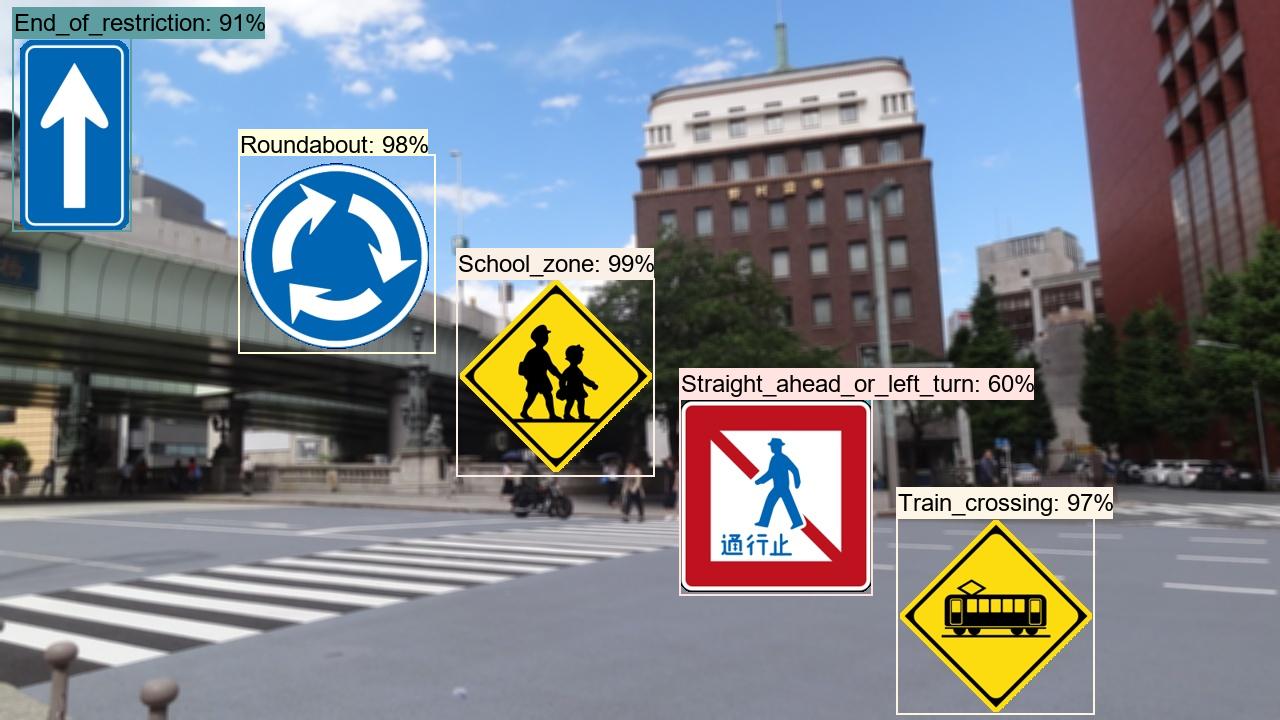 End_of_restriction: 91%
Roundabout: 98%
School_zone: 99%
Straight_ahead_or_left_turn: 60%
通行止
Train_crossing: 97%